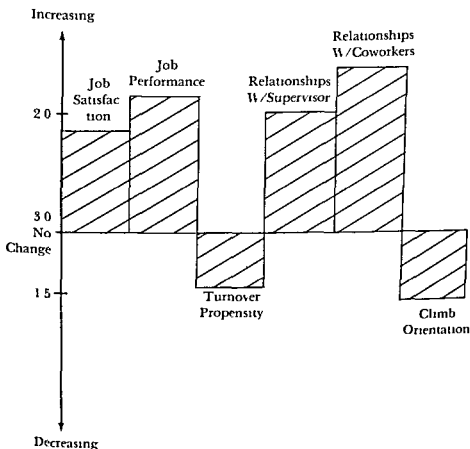 Increasing
Relationships
W/Coworkers
Job
Performance
Job
Satisfac
tion
Relationships
W/Supervisor
2 0
3 0
No
Change
1 5
Turnover
Propensity
Climb
Orientation
Decreasing